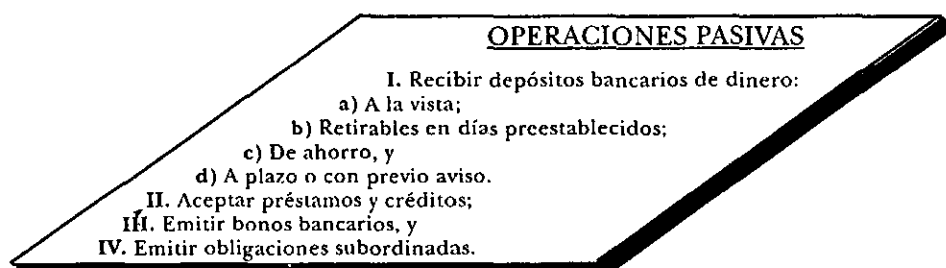 OPERACIONES PASIVAS
I. Recibir depósitos bancarios de dinero:
a) A la vista;
b) Retirables en días preestablecidos;
c) De ahorro, y
d) A plazo o con previo aviso.
II. Aceptar préstamos y créditos;
III. Emitir bonos bancarios, y
IV. Emitir obligaciones subordinadas.